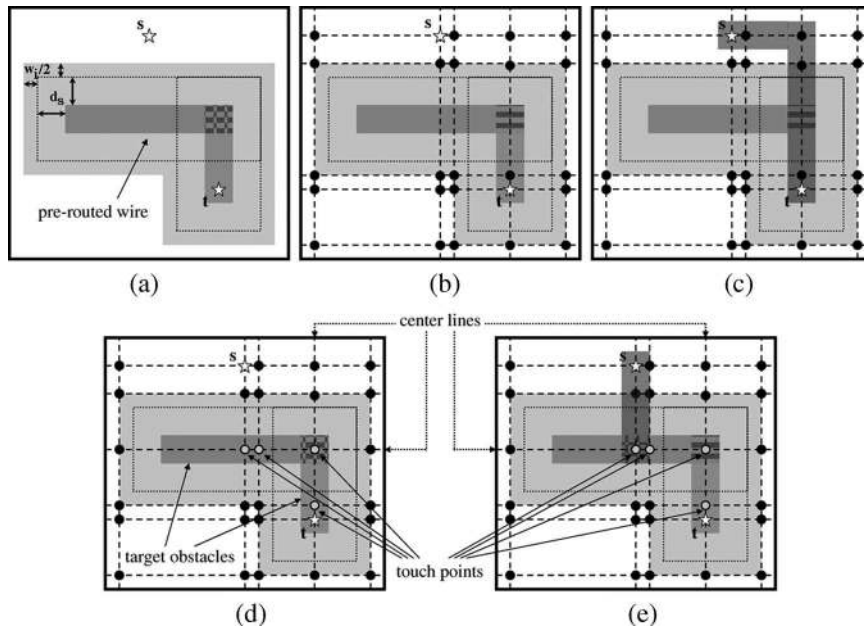 s
w_i/2
d_s
pre-routed wire
t
(a)
s
t
(b)
s
t
(c)
center lines
s
target obstacles
t
touch points
(d)
s
t
(e)